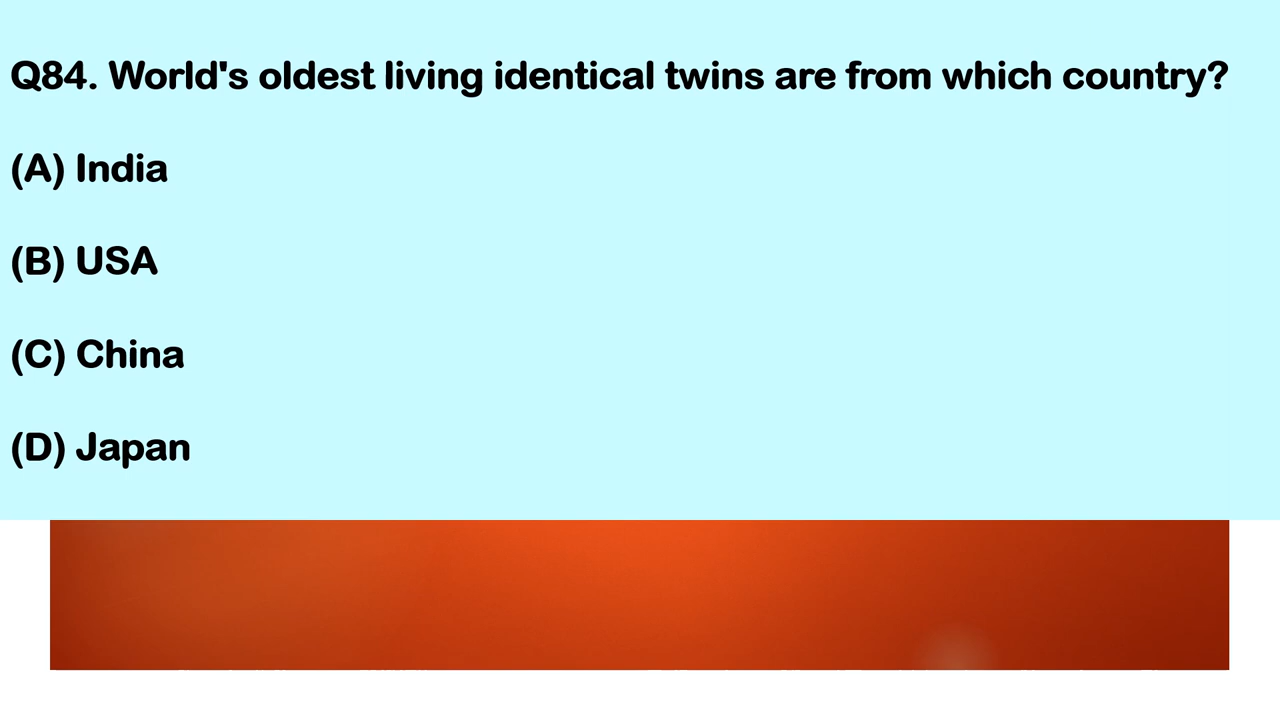 Q84. World's oldest living identical twins are from which country?
(A) India
(B) USA
(C) China
(D) Japan